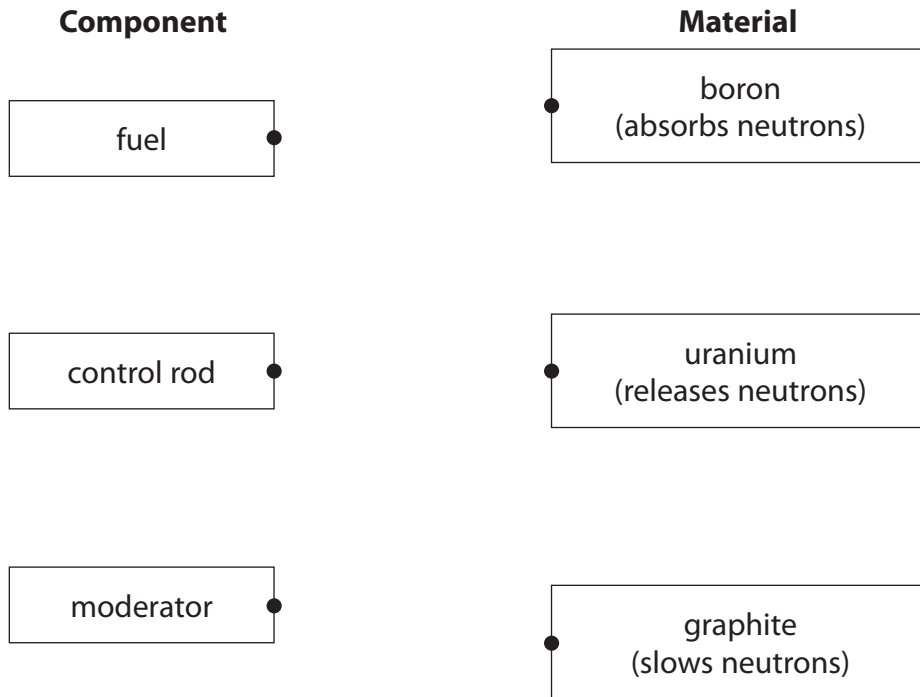 Component
Material
fuel
boron
(absorbs neutrons)
control rod
uranium
(releases neutrons)
moderator
graphite
(slows neutrons)